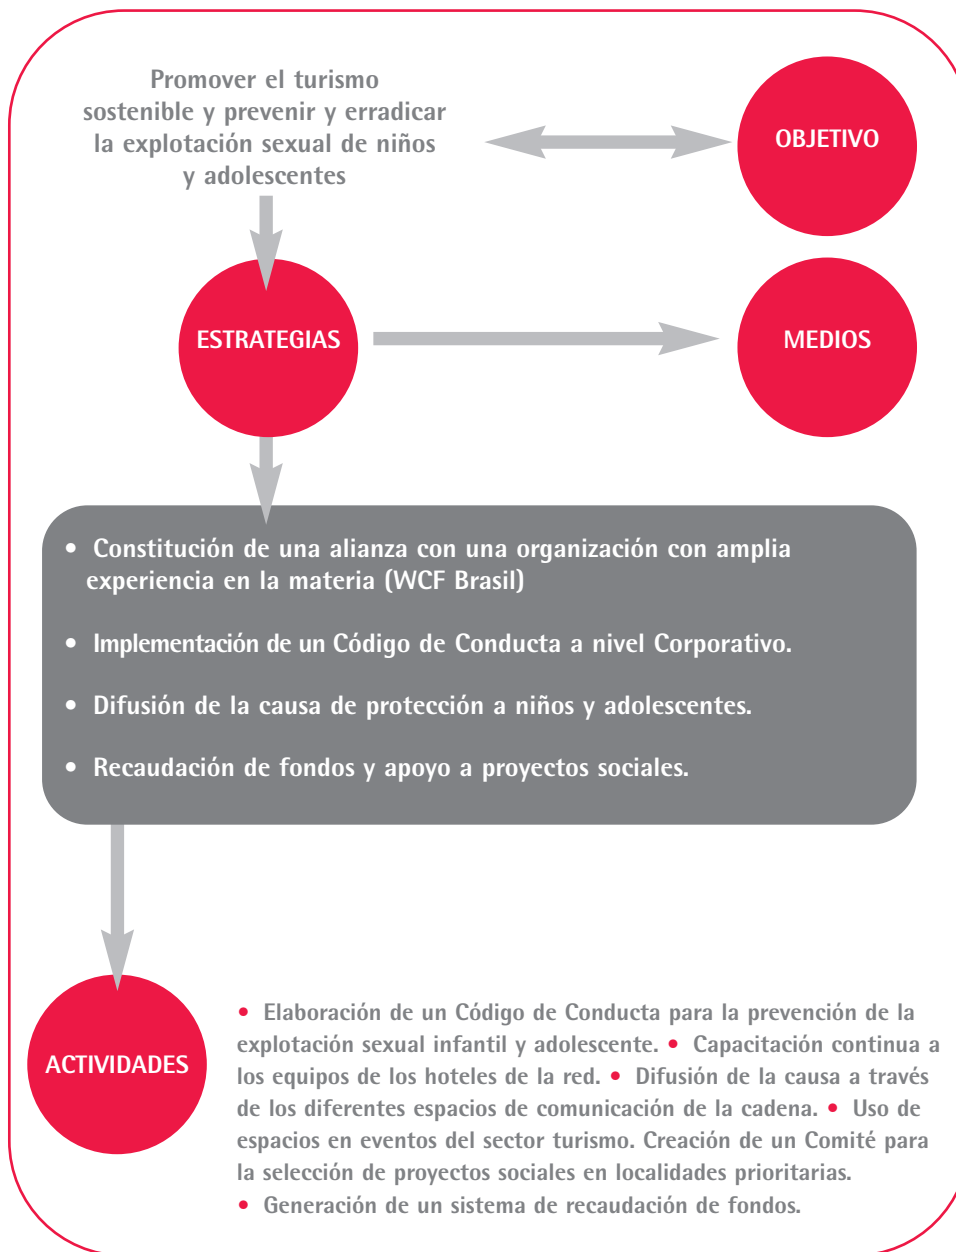 Promover el turismo
sostenible y prevenir y erradicar
la explotación sexual de niños
y adolescentes
OBJETIVO
ESTRATEGIAS
MEDIOS
• Constitución de una alianza con una organización con amplia
experiencia en la materia (WCF Brasil)
• Implementación de un Código de Conducta a nivel Corporativo.
• Difusión de la causa de protección a niños y adolescentes.
• Recaudación de fondos y apoyo a proyectos sociales.
ACTIVIDADES
• Elaboración de un Código de Conducta para la prevención de la
explotación sexual infantil y adolescente. • Capacitación continua a
los equipos de los hoteles de la red. • Difusión de la causa a través
de los diferentes espacios de comunicación de la cadena. • Uso de
espacios en eventos del sector turismo. Creación de un Comité para
la selección de proyectos sociales en localidades prioritarias.
• Generación de un sistema de recaudación de fondos.